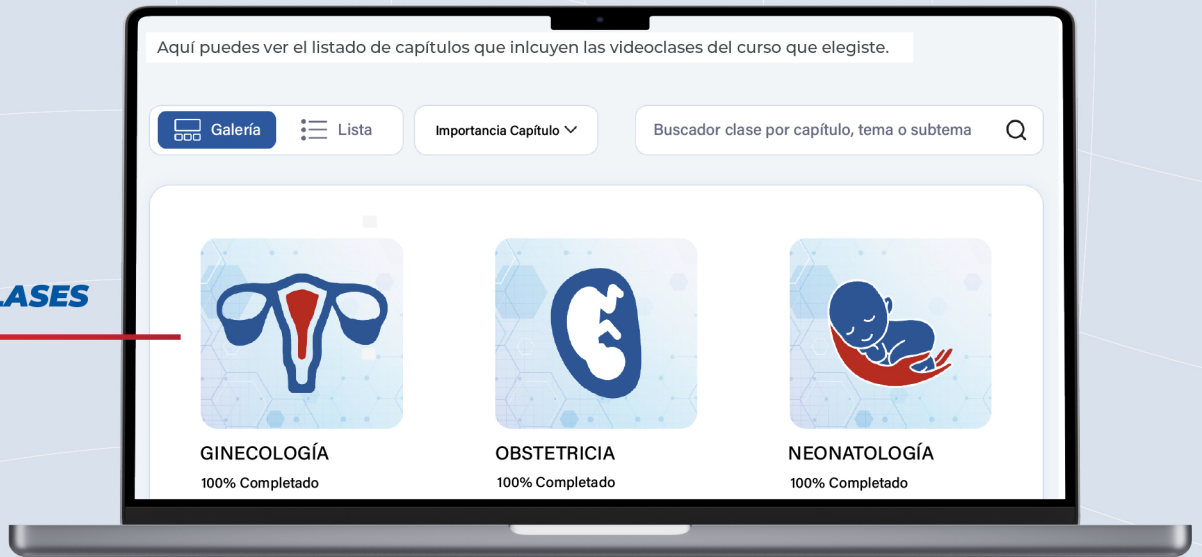 Aquí puedes ver el listado de capítulos que inlcuyen las videoclases del curso que elegiste.
Galería
Lista
Importancia Capítulo
Buscador clase por capítulo, tema o subtema
LASES
GINECOLOGÍA
OBSTETRICIA
NEONATOLOGÍA
100% Completado
100% Completado
100% Completado